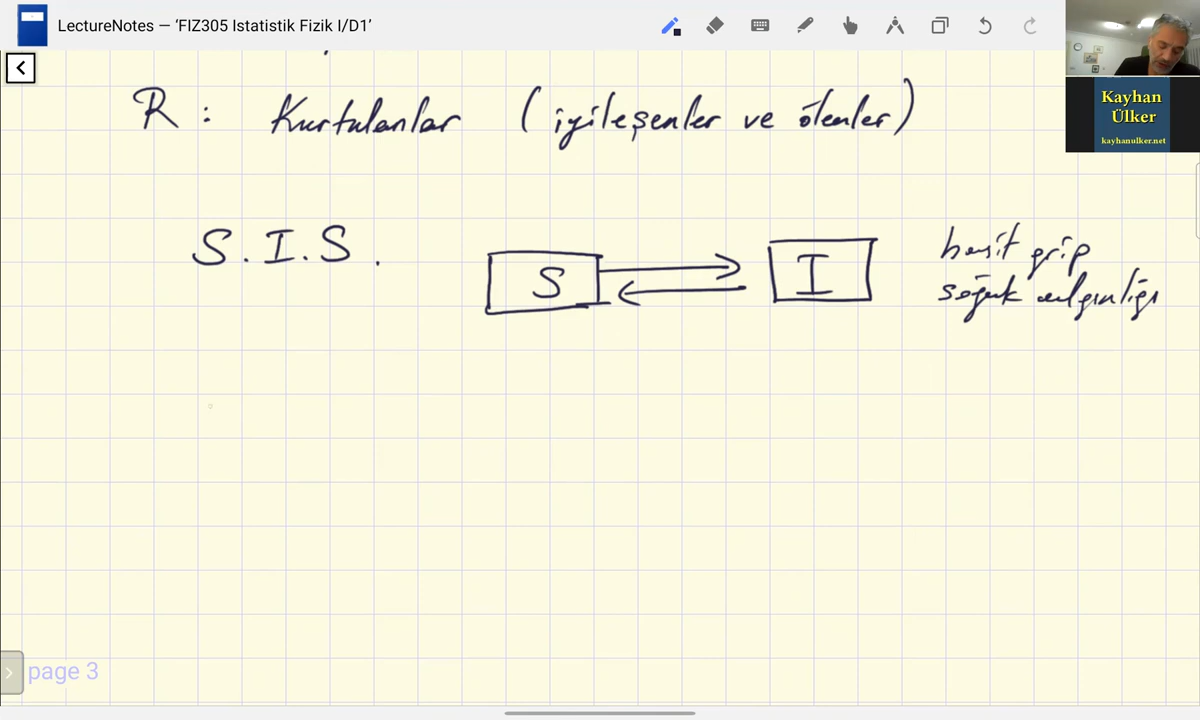 LectureNotes — ‘FIZ305 Istatistik Fizik I/D1’
Kayhan
Ülker
kayhanulker.net
R : Kurtulanlar (iyileşenler ve ölenler)
S.I.S.
S
I
basit grip
soğuk algınlığı
page 3